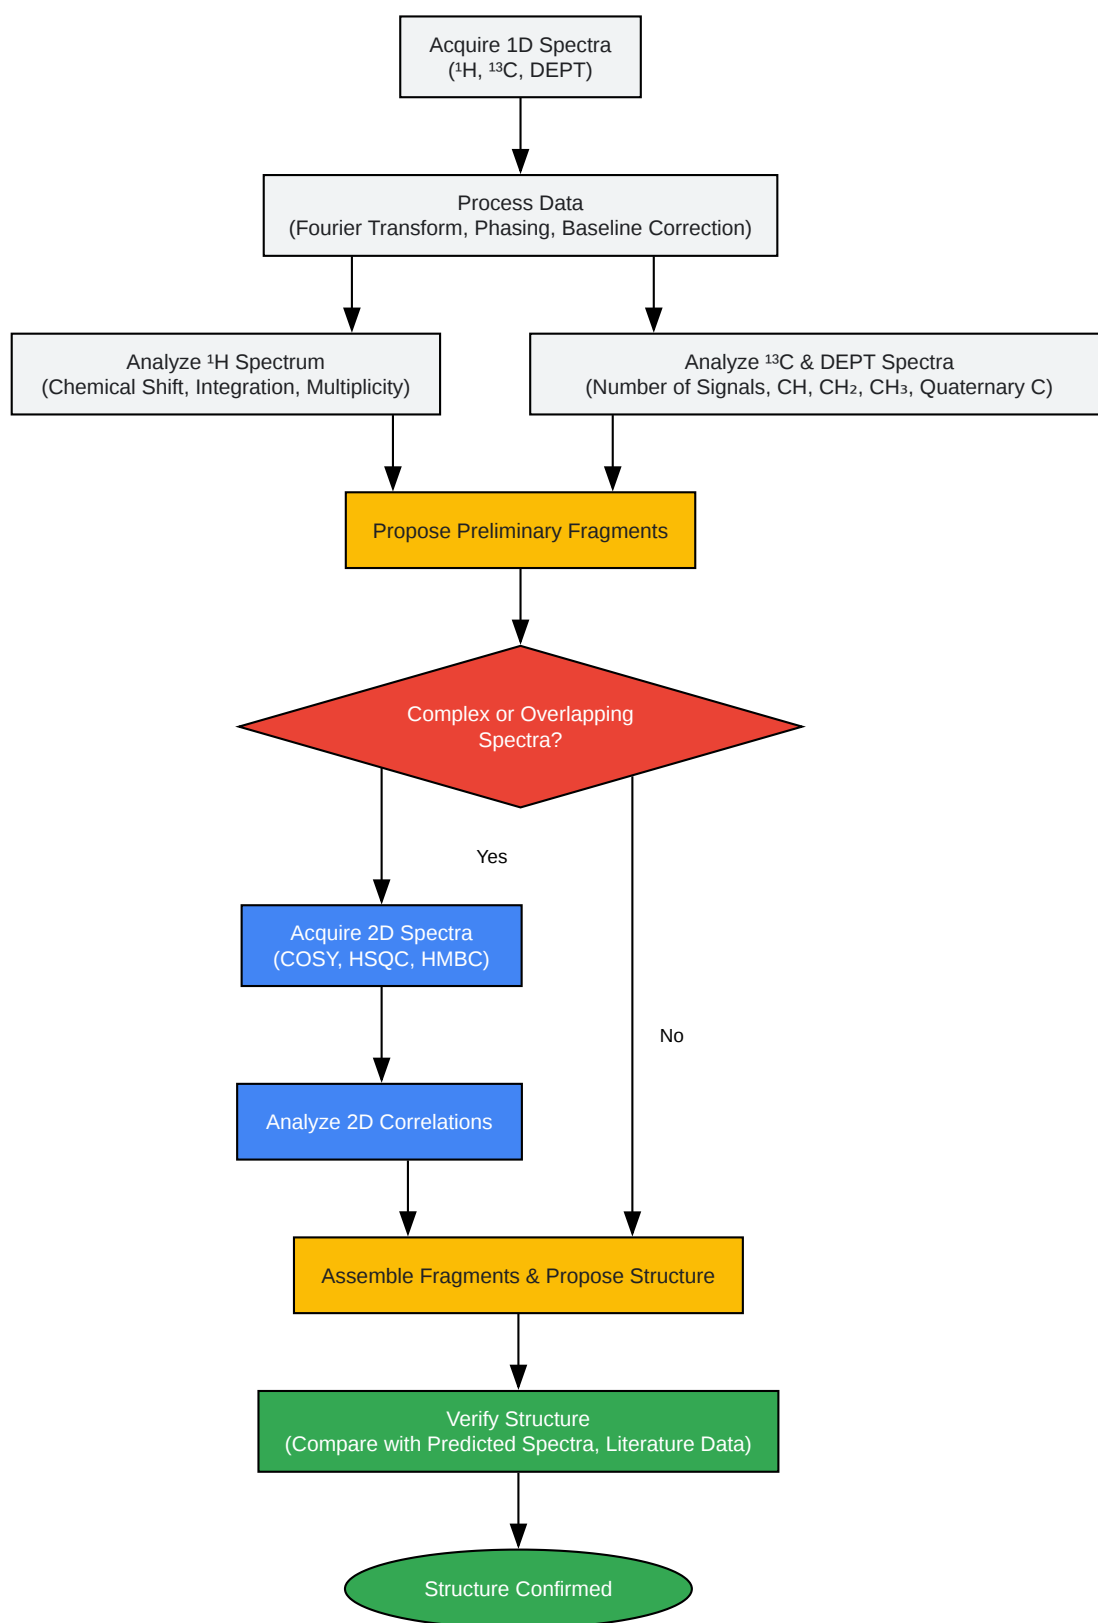 Acquire 1D Spectra
(¹H, ¹³C, DEPT)
Process Data
(Fourier Transform, Phasing, Baseline Correction)
Analyze ¹H Spectrum
(Chemical Shift, Integration, Multiplicity)
Analyze ¹³C & DEPT Spectra
(Number of Signals, CH, CH₂, CH₃, Quaternary C)
Propose Preliminary Fragments
Complex or Overlapping
Spectra?
Yes
Acquire 2D Spectra
(COSY, HSQC, HMBC)
No
Analyze 2D Correlations
Assemble Fragments & Propose Structure
Verify Structure
(Compare with Predicted Spectra, Literature Data)
Structure Confirmed